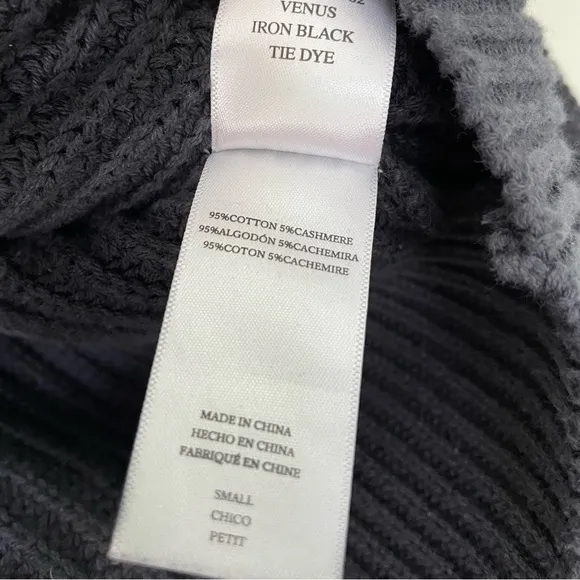 VENUS
IRON BLACK
TIE DYE
95%COTTON 5%CASHMERE
95%ALGODÓN 5%CACHEMIRA
95%COTON 5%CACHEMIRE
MADE IN CHINA
HECHO EN CHINA
FABRIQUÉ EN CHINE
SMALL
CHICO
PETIT